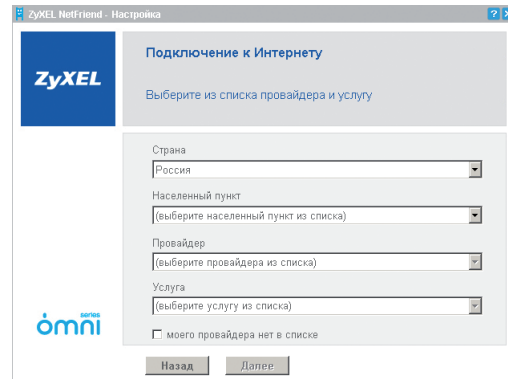 ZyXEL NetFriend - Настройка
Подключение к Интернету
ZyXEL
Выберите из списка провайдера и услугу
Страна
Россия
Населенный пункт
(выберите населенный пункт из списка)
Провайдер
(выберите провайдера из списка)
Услуга
(выберите услугу из списка)
omni series
моего провайдера нет в списке
Назад Далее